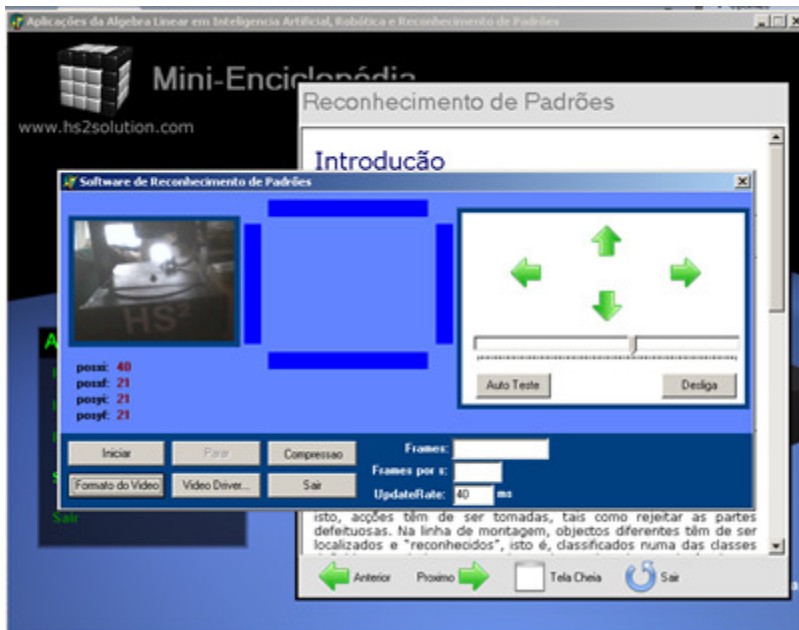 Aplicações da Algebra Linear em Inteligencia Artificial, Robótica e Reconhecimento de Padrões
Mini-Enciclopédia
www.hs2solution.com
Reconhecimento de Padrões
Introdução
Software de Reconhecimento de Padrões
HS²
posxi: 40
posxf: 21
posyi: 21
posyf: 21
Auto Teste
Desliga
Iniciar
Parar
Compressao
Frames:
Formato do Video
Video Driver...
Sair
Frames por s:
UpdateRate: 40 ms
A
Sair
isto, acções têm de ser tomadas, tais como rejeitar as partes
defeituosas. Na linha de montagem, objectos diferentes têm de ser
localizados e "reconhecidos", isto é, classificados numa das classes
Anterior
Proximo
Tela Cheia
Sair